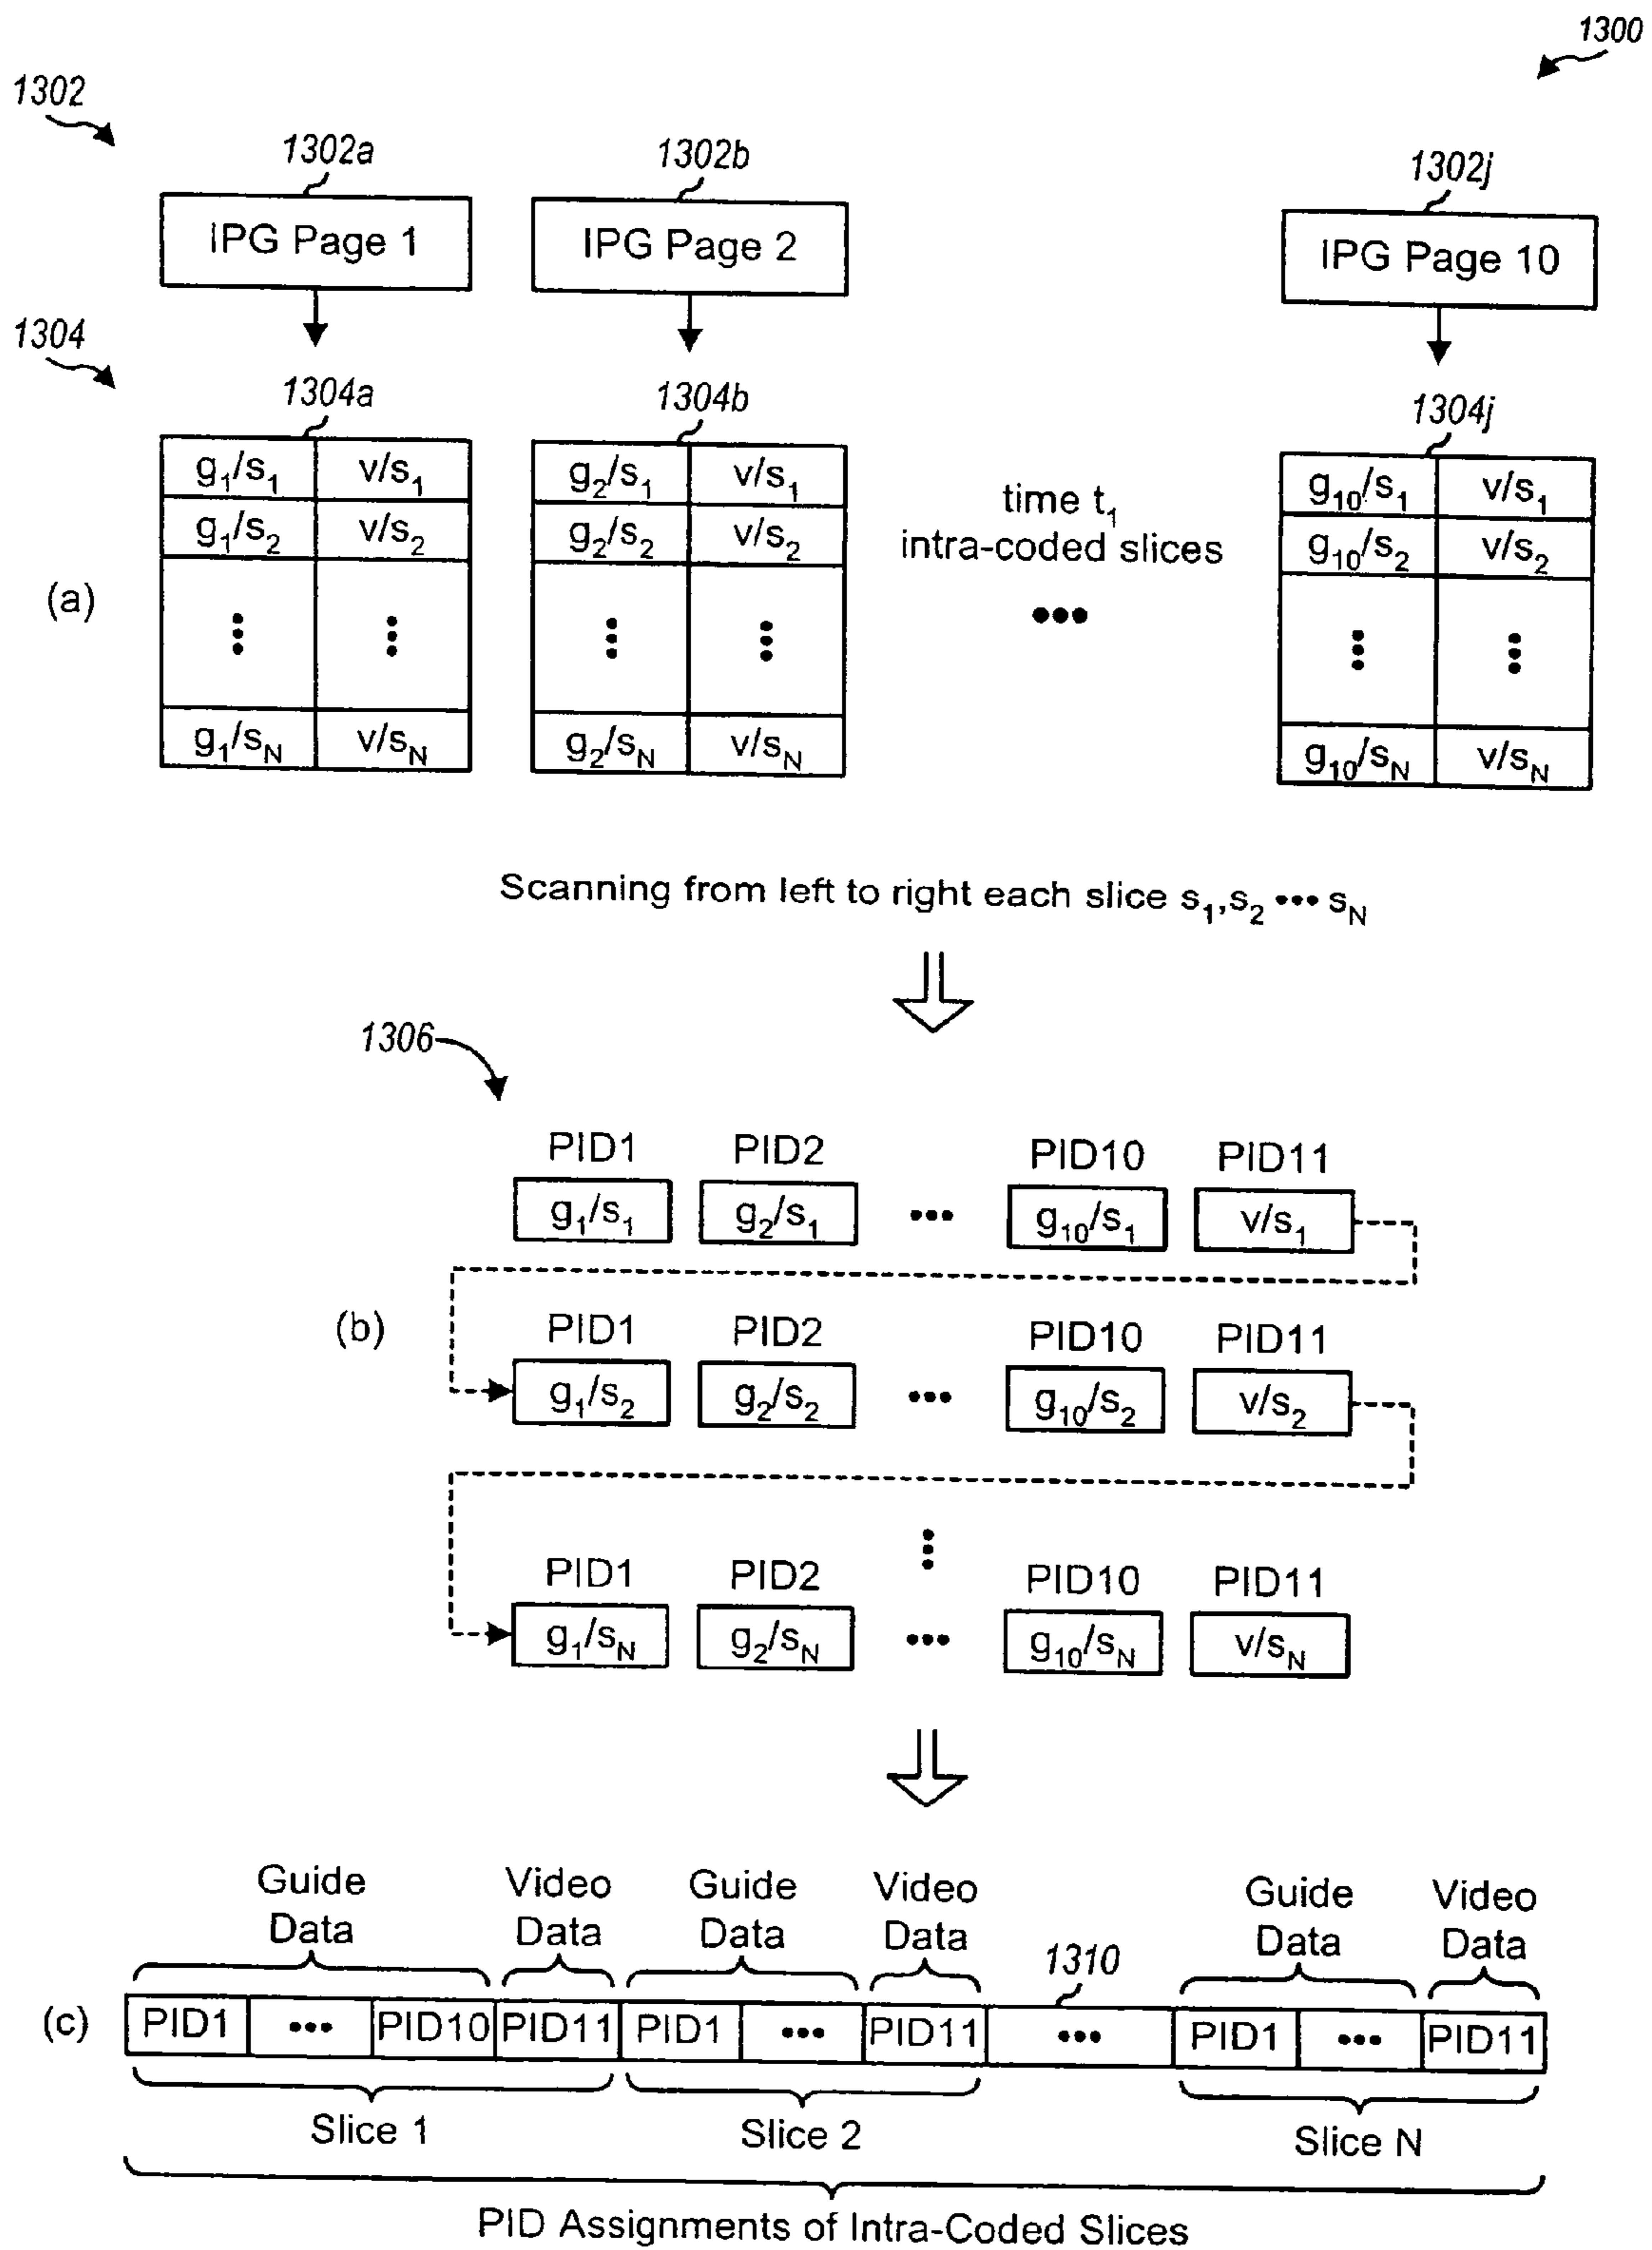 1300
1302
1302a
1302b
1302j
IPG Page 1
IPG Page 2
IPG Page 10
1304
1304a
1304b
1304j
g1/s1 v/s1
g2/s1 v/s1
g10/s1 v/s1
g1/s2 v/s2
g2/s2 v/s2
g10/s2 v/s2
time t1
intra-coded slices
•••
(a)
g1/sN v/sN
g2/sN v/sN
g10/sN v/sN
Scanning from left to right each slice s1,s2 ••• sN
1306
PID1 PID2 PID10 PID11
g1/s1 g2/s1 ••• g10/s1 v/s1
(b)
PID1 PID2 PID10 PID11
g1/s2 g2/s2 ••• g10/s2 v/s2
PID1 PID2 PID10 PID11
g1/sN g2/sN ••• g10/sN v/sN
Guide
Data
Video
Data
Guide
Data
Video
Data
1310
Guide
Data
Video
Data
(c)
PID1 ••• PID10 PID11 PID1 ••• PID11 ••• PID1 ••• PID11
Slice 1
Slice 2
Slice N
PID Assignments of Intra-Coded Slices